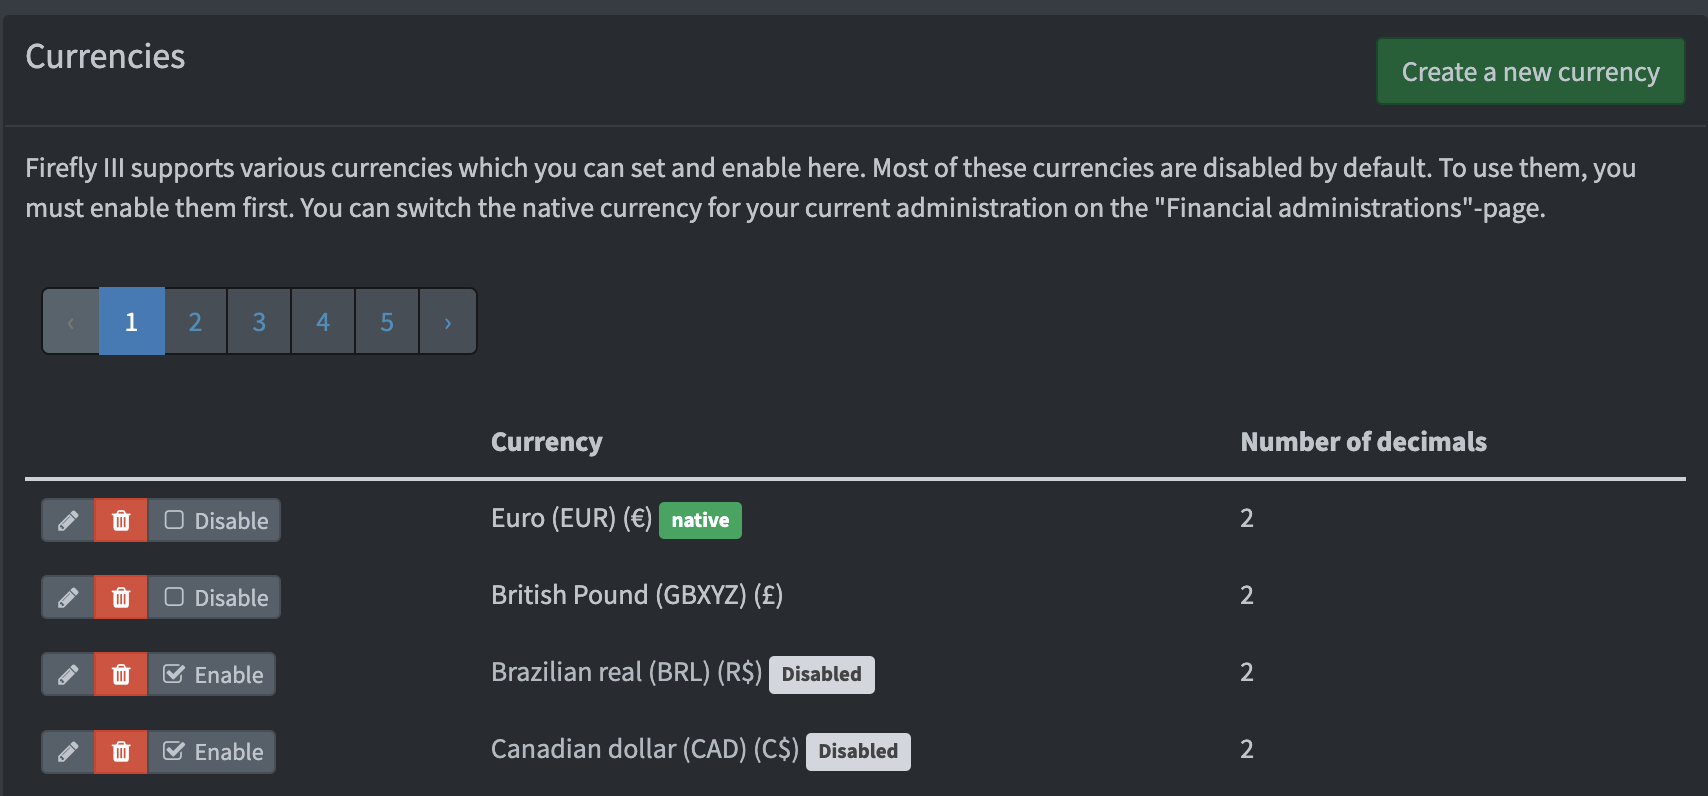 Currencies
Create a new currency
Firefly III supports various currencies which you can set and enable here. Most of these currencies are disabled by default. To use them, you
must enable them first. You can switch the native currency for your current administration on the "Financial administrations"-page.
‹ 1 2 3 4 5 ›
Currency Number of decimals
Disable Euro (EUR) (€) native 2
Disable British Pound (GBXYZ) (£) 2
Enable Brazilian real (BRL) (R$) Disabled 2
Enable Canadian dollar (CAD) (C$) Disabled 2